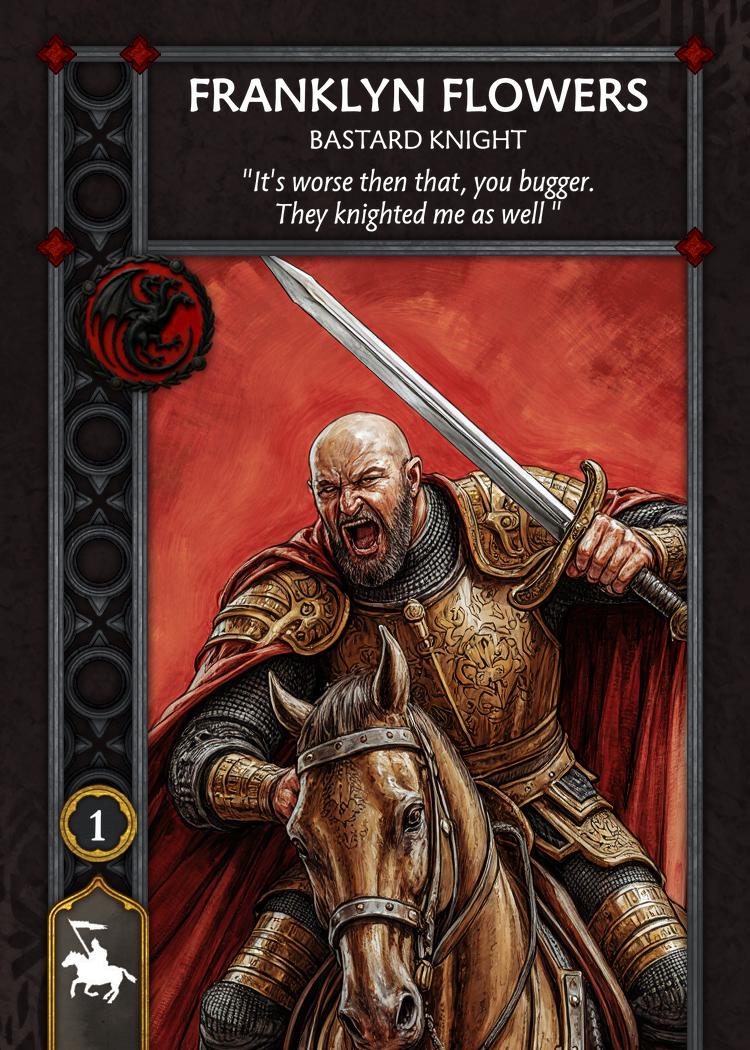 FRANKLYN FLOWERS
BASTARD KNIGHT
"It's worse then that, you bugger.
They knighted me as well "
1